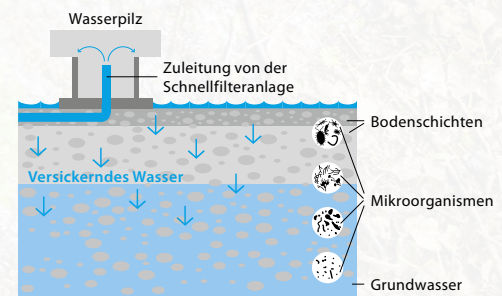 Wasserpilz
Zuleitung von der
Schnellfilteranlage
Bodenschichten
Versickerndes Wasser
Mikroorganismen
Grundwasser